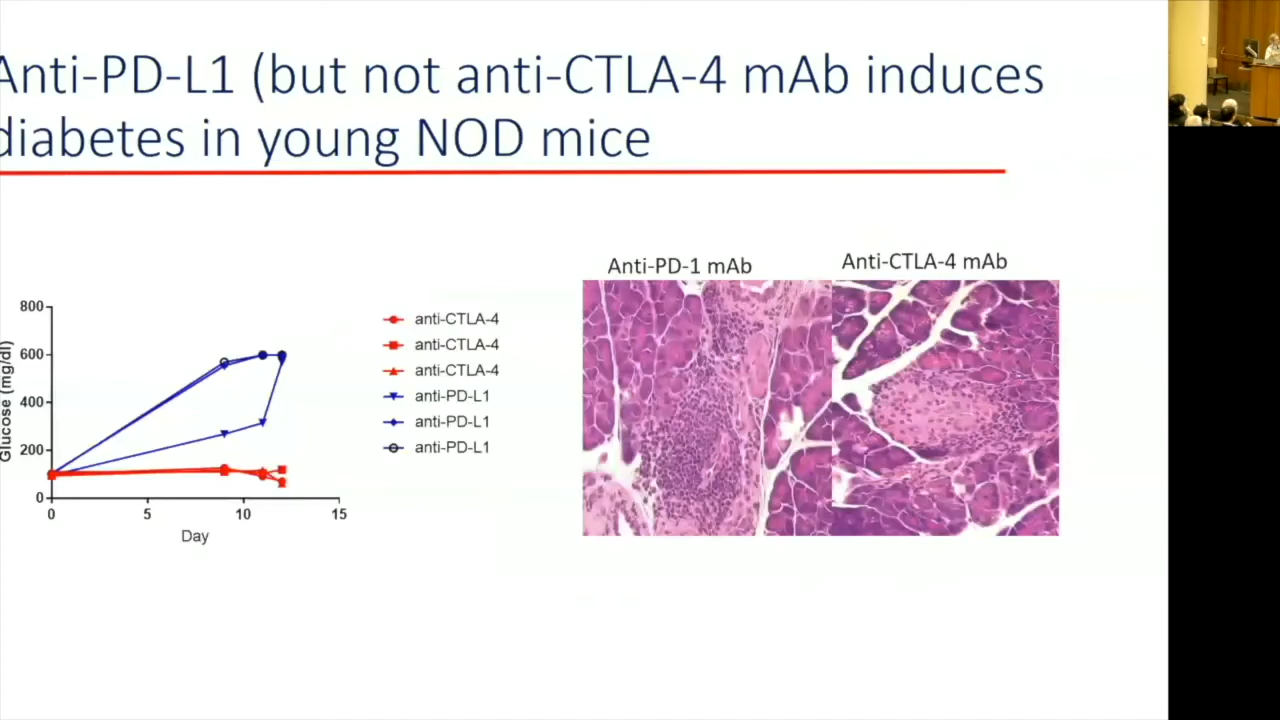 Anti-PD-L1 (but not anti-CTLA-4 mAb induces
diabetes in young NOD mice
Anti-PD-1 mAb
Anti-CTLA-4 mAb
800
600
400
200
0
Glucose (mg/dl)
0
5
10
15
Day
anti-CTLA-4
anti-CTLA-4
anti-CTLA-4
anti-PD-L1
anti-PD-L1
anti-PD-L1